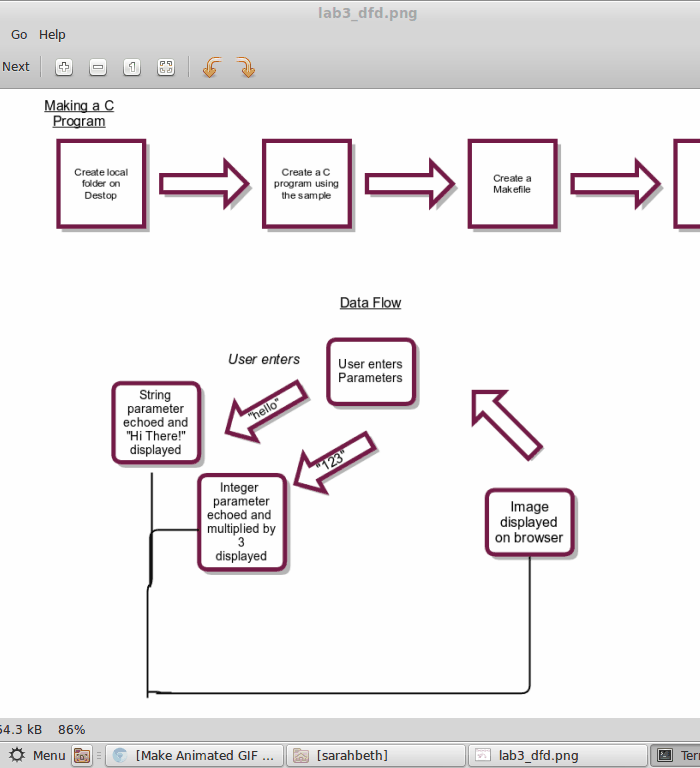 lab3_dfd.png
Go Help
Next
Making a C
Program
Create local
folder on
Destop
Create a C
program using
the sample
Create a
Makefile
Data Flow
User enters
User enters
Parameters
"hello"
String
parameter
echoed and
"Hi There!"
displayed
"123"
Integer
parameter
echoed and
multiplied by
3
displayed
Image
displayed
on browser
54.3 kB 86%
Menu [Make Animated GIF ... [sarahbeth] lab3_dfd.png Ter